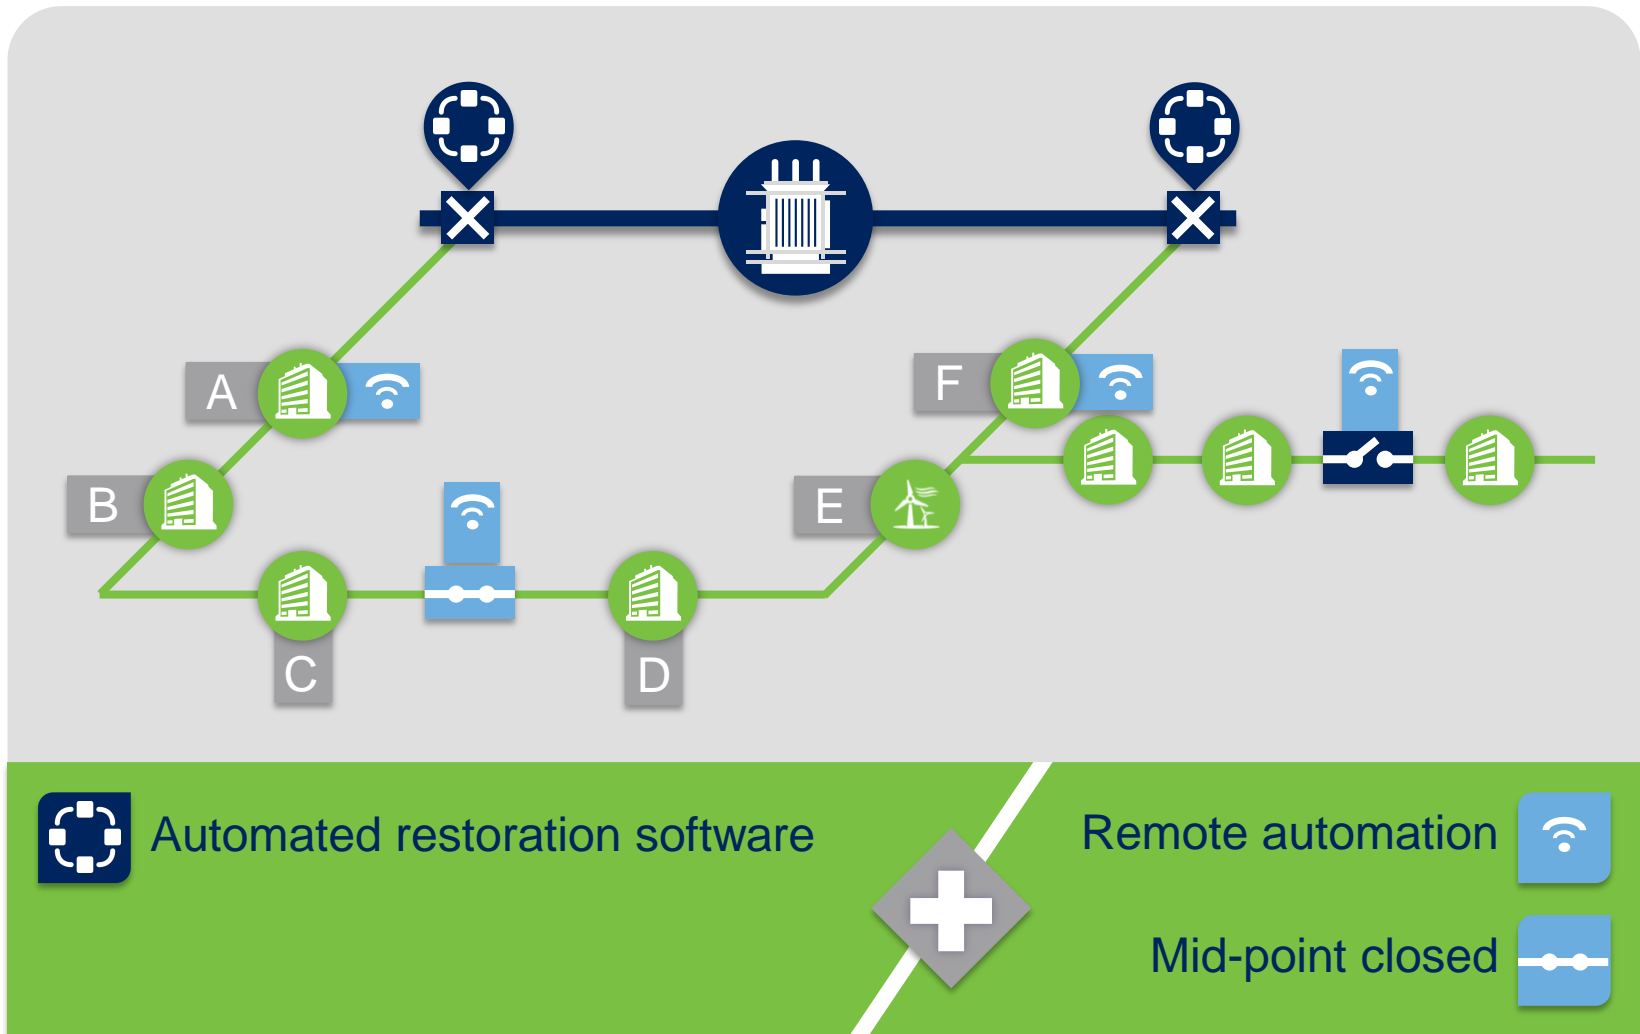 A
F
B
E
C
D
Automated restoration software
Remote automation
Mid-point closed